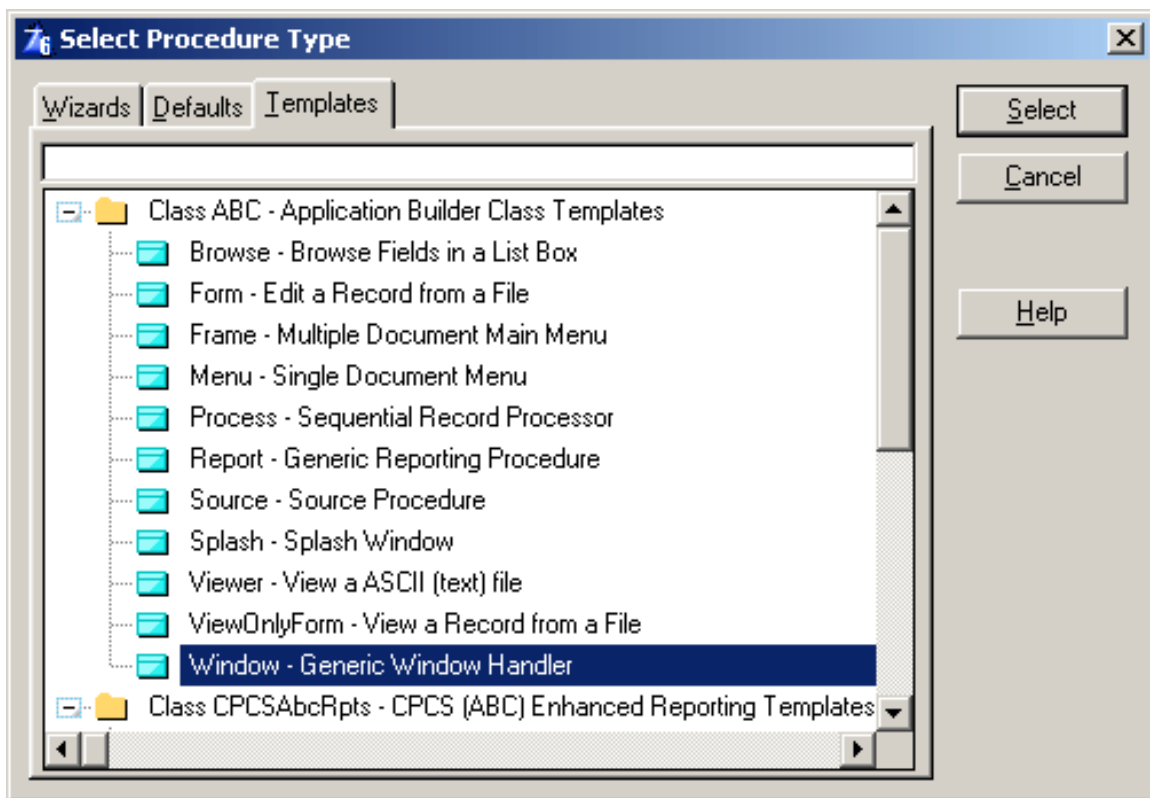 Select Procedure Type
Wizards Defaults Templates
Select
Cancel
Help
Class ABC - Application Builder Class Templates
Browse - Browse Fields in a List Box
Form - Edit a Record from a File
Frame - Multiple Document Main Menu
Menu - Single Document Menu
Process - Sequential Record Processor
Report - Generic Reporting Procedure
Source - Source Procedure
Splash - Splash Window
Viewer - View a ASCII (text) file
ViewOnlyForm - View a Record from a File
Window - Generic Window Handler
Class CPCSAbcRpts - CPCS (ABC) Enhanced Reporting Templates